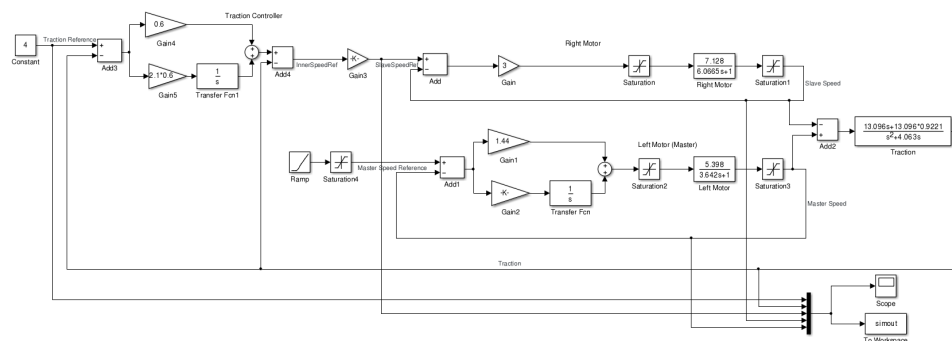 Traction Controller
0.6
Gain4
Traction Reference
4
Constant
Add3
2.1*0.6
Gain5
1
s
Transfer Fcn1
Add4
InnerSpeedRef
-K-
Gain3
SlaveSpeedRef
Add
3
Gain
Right Motor
Saturation
7.128
6.0665s+1
Right Motor
Saturation1
Slave Speed
Add2
13.096s+13.096*0.9221
s2+4.063s
Traction
Ramp
Saturation4
Master Speed Reference
Add1
1.44
Gain1
-K-
Gain2
1
s
Transfer Fcn
Left Motor (Master)
Saturation2
5.398
3.642s+1
Left Motor
Saturation3
Master Speed
Traction
Scope
simout
To Workspace